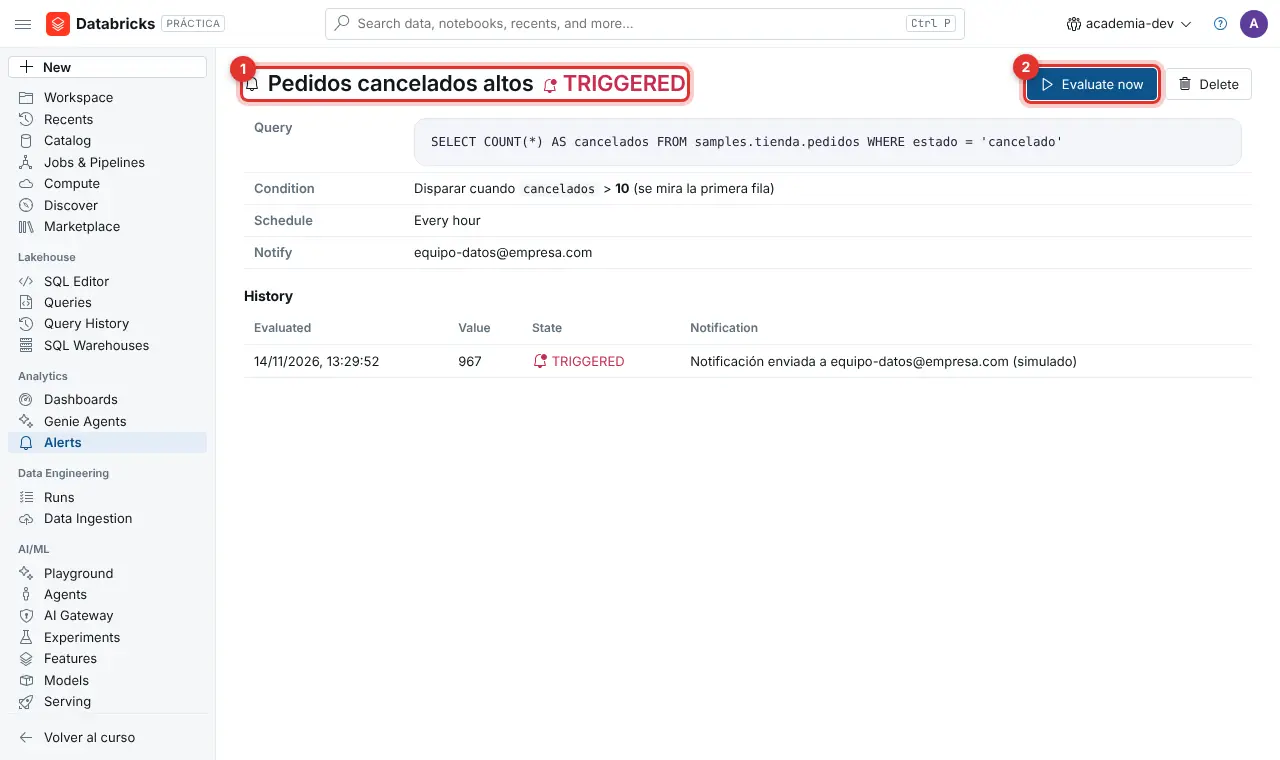 Databricks PRÁCTICA
Search data, notebooks, recents, and more... Ctrl P
academia-dev ? A
New
Workspace
Recents
Catalog
Jobs & Pipelines
Compute
Discover
Marketplace
Lakehouse
SQL Editor
Queries
Query History
SQL Warehouses
Analytics
Dashboards
Genie Agents
Alerts
Data Engineering
Runs
Data Ingestion
AI/ML
Playground
Agents
AI Gateway
Experiments
Features
Models
Serving
Volver al curso
1
Pedidos cancelados altos TRIGGERED
2
Evaluate now
Delete
Query
SELECT COUNT(*) AS cancelados FROM samples.tienda.pedidos WHERE estado = 'cancelado'
Condition Disparar cuando cancelados > 10 (se mira la primera fila)
Schedule Every hour
Notify equipo-datos@empresa.com
History
Evaluated Value State Notification
14/11/2026, 13:29:52 967 TRIGGERED Notificación enviada a equipo-datos@empresa.com (simulado)